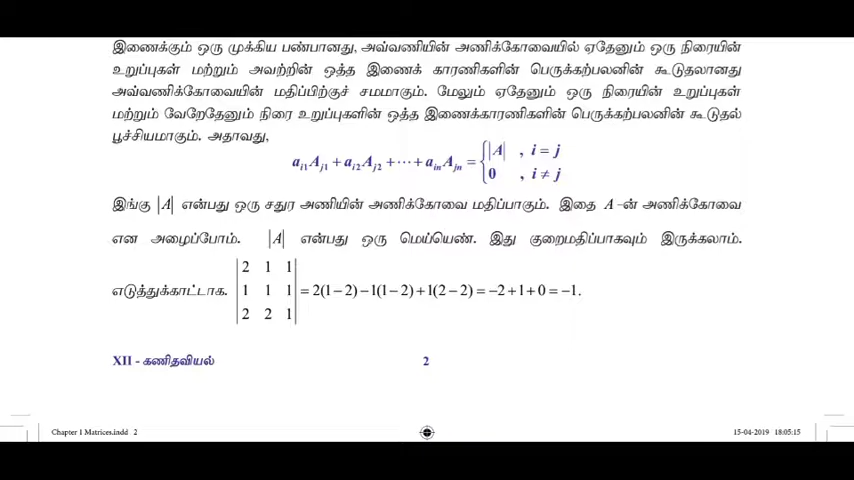 இணைக்கும் ஒரு முக்கிய பண்பானது, அவ்வணியின் அணிக்கோவையில் ஏதேனும் ஒரு நிரையின்
உறுப்புகள் மற்றும் அவற்றின் ஒத்த இணைக் காரணிகளின் பெருக்கற்பலனின் கூடுதலானது
அவ்வணிக்கோவையின் மதிப்பிற்குச் சமமாகும். மேலும் ஏதேனும் ஒரு நிரையின் உறுப்புகள்
மற்றும் வேறேதேனும் நிரை உறுப்புகளின் ஒத்த இணைக்காரணிகளின் பெருக்கற்பலனின் கூடுதல்
பூச்சியமாகும். அதாவது,
a_{i1}A_{j1} + a_{i2}A_{j2} + ⋯ + a_{in}A_{jn} = { |A| , i = j
0 , i ≠ j
இங்கு |A| என்பது ஒரு சதுர அணியின் அணிக்கோவை மதிப்பாகும். இதை A -ன் அணிக்கோவை
என அழைப்போம். |A| என்பது ஒரு மெய்யெண். இது குறைமதிப்பாகவும் இருக்கலாம்.
|2 1 1|
எடுத்துக்காட்டாக. |1 1 1| = 2(1−2)−1(1−2)+1(2−2) = −2+1+0 = −1.
|2 2 1|
XII - கணிதவியல் 2
Chapter 1 Matrices.indd 2 15-04-2019 18:05:15